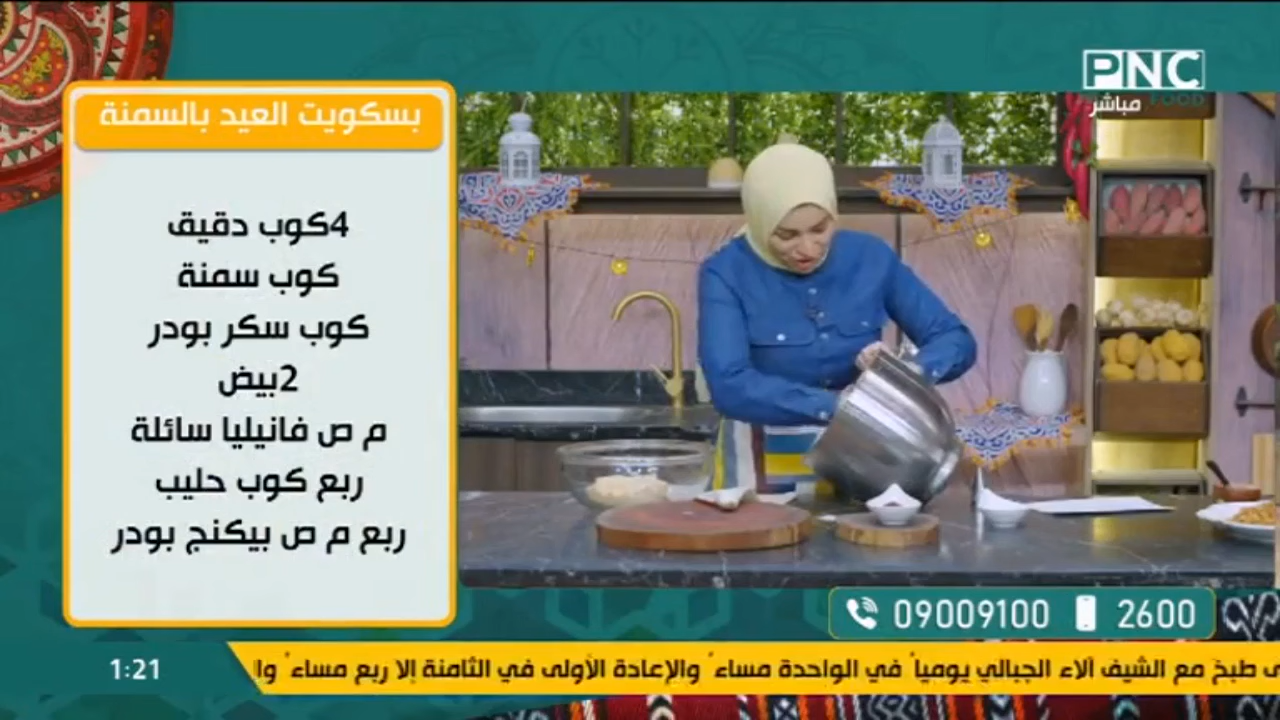 PNC
FOOD
مباشر
بسكويت العيد بالسمنة
4كوب دقيق
كوب سمنة
كوب سكر بودر
2بيض
م ص فانيليا سائلة
ربع كوب حليب
ربع م ص بيكنج بودر
09009100 2600
طبخ مع الشيف آلاء الجبالي يومياً في الواحدة مساءً والإعادة الأولى في الثامنة إلا ربع مساءً
1:21